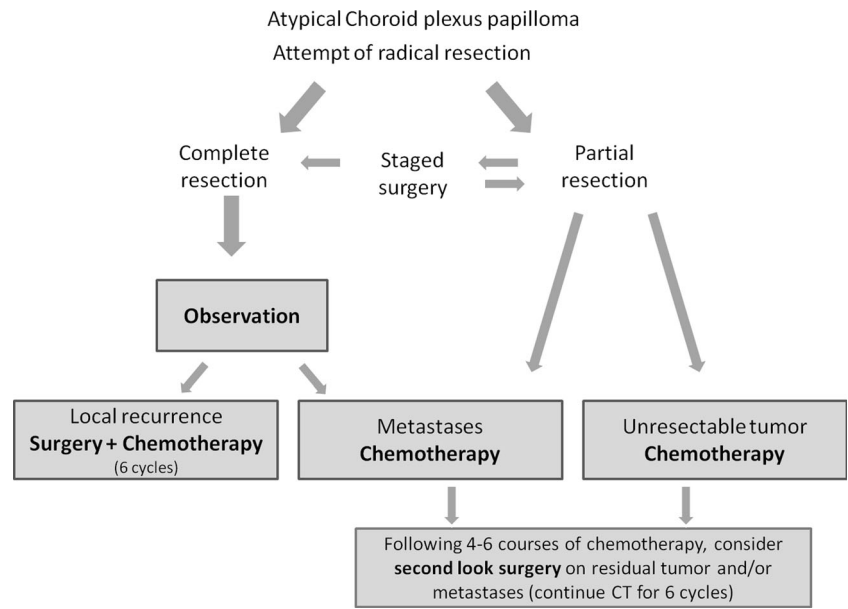 Atypical Choroid plexus papilloma
Attempt of radical resection
Complete
resection
Staged
surgery
Partial
resection
Observation
Local recurrence
Surgery + Chemotherapy
(6 cycles)
Metastases
Chemotherapy
Unresectable tumor
Chemotherapy
Following 4-6 courses of chemotherapy, consider
second look surgery on residual tumor and/or
metastases (continue CT for 6 cycles)